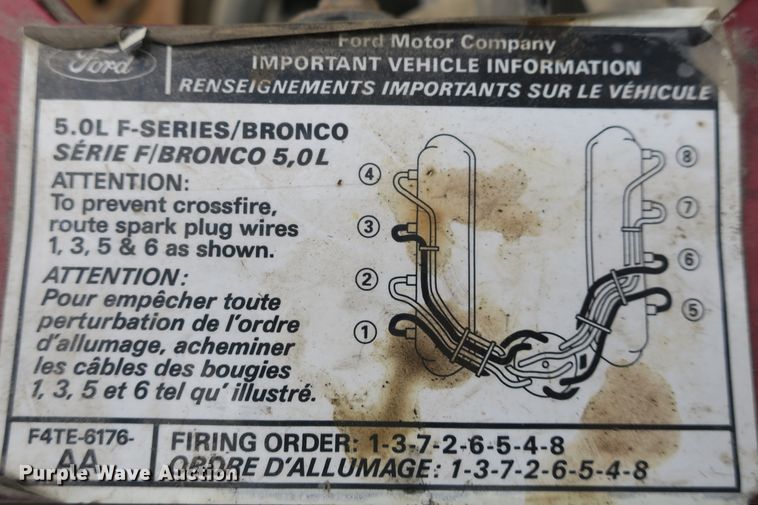 Ford
Ford Motor Company
IMPORTANT VEHICLE INFORMATION
RENSEIGNEMENTS IMPORTANTS SUR LE VÉHICULE
5.0L F-SERIES/BRONCO
SÉRIE F/BRONCO 5,0L
ATTENTION:
To prevent crossfire,
route spark plug wires
1, 3, 5 & 6 as shown.
ATTENTION:
Pour empêcher toute
perturbation de l'ordre
d'allumage, acheminer
les câbles des bougies
1, 3, 5 et 6 tel qu' illustré.
4
3
2
1
8
7
6
5
F4TE-6176-
AA
FIRING ORDER: 1-3-7-2-6-5-4-8
ORDRE D'ALLUMAGE: 1-3-7-2-6-5-4-8
Purple Wave Auction